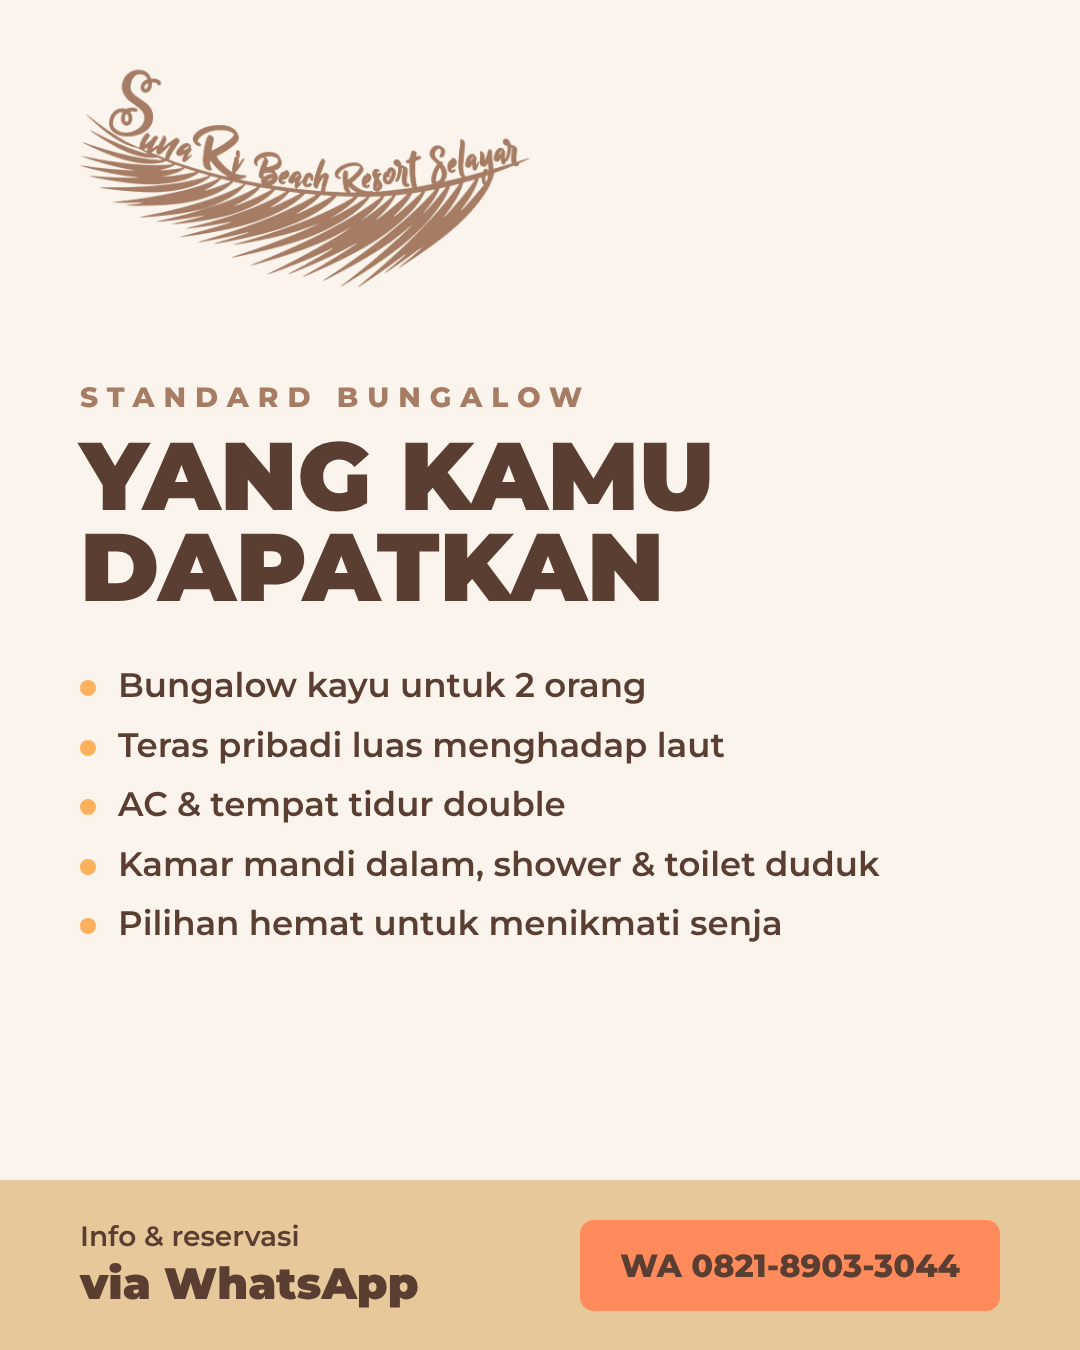 SunaRi Beach Resort Selayar
STANDARD BUNGALOW
YANG KAMU
DAPATKAN
Bungalow kayu untuk 2 orang
Teras pribadi luas menghadap laut
AC & tempat tidur double
Kamar mandi dalam, shower & toilet duduk
Pilihan hemat untuk menikmati senja
Info & reservasi
via WhatsApp
WA 0821-8903-3044